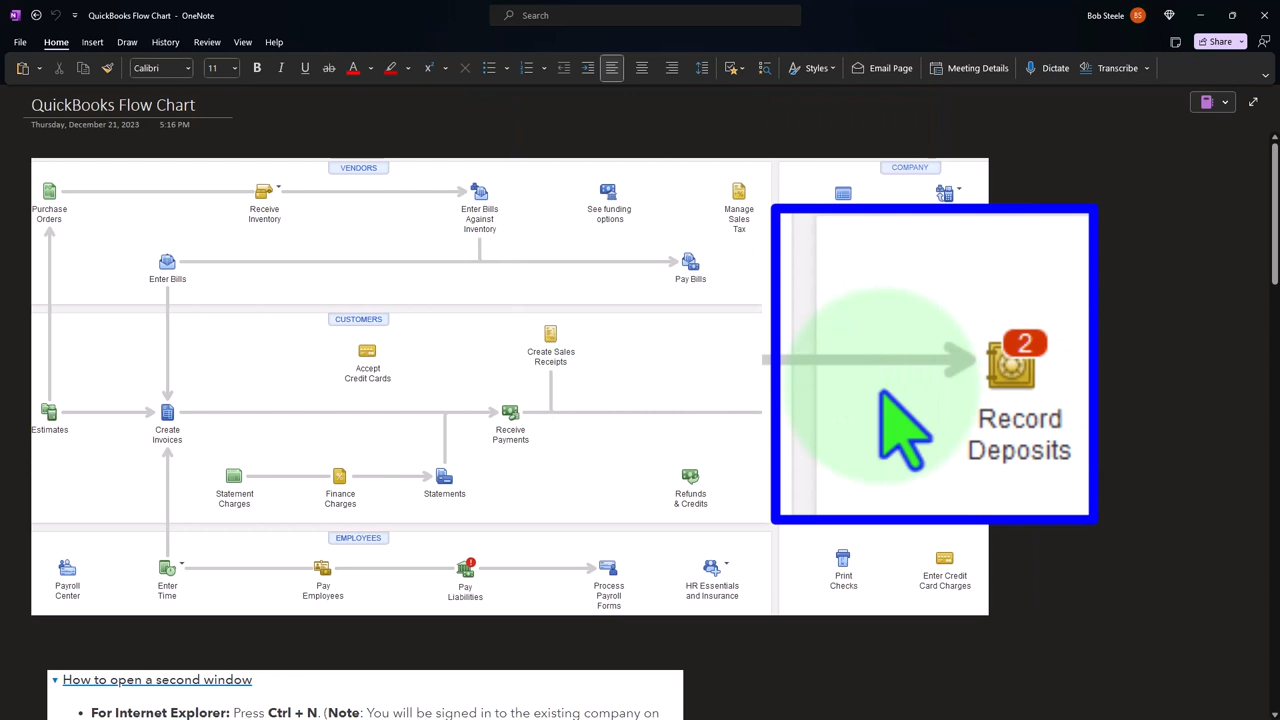 QuickBooks Flow Chart - OneNote
Search
Bob Steele
BS
File
Home
Insert
Draw
History
Review
View
Help
Share
Calibri
11
B
I
U
ab
A
x
Styles
Email Page
Meeting Details
Dictate
Transcribe
QuickBooks Flow Chart
Thursday, December 21, 2023
5:16 PM
VENDORS
COMPANY
Purchase
Orders
Receive
Inventory
Enter Bills
Against
Inventory
See funding
options
Manage
Sales
Tax
Enter Bills
Pay Bills
CUSTOMERS
Accept
Credit Cards
Create Sales
Receipts
2
Record
Deposits
Estimates
Create
Invoices
Receive
Payments
Statement
Charges
Finance
Charges
Statements
Refunds
& Credits
EMPLOYEES
Payroll
Center
Enter
Time
Pay
Employees
Pay
Liabilities
Process
Payroll
Forms
HR Essentials
and Insurance
Print
Checks
Enter Credit
Card Charges
How to open a second window
• For Internet Explorer: Press Ctrl + N. (Note: You will be signed in to the existing company on